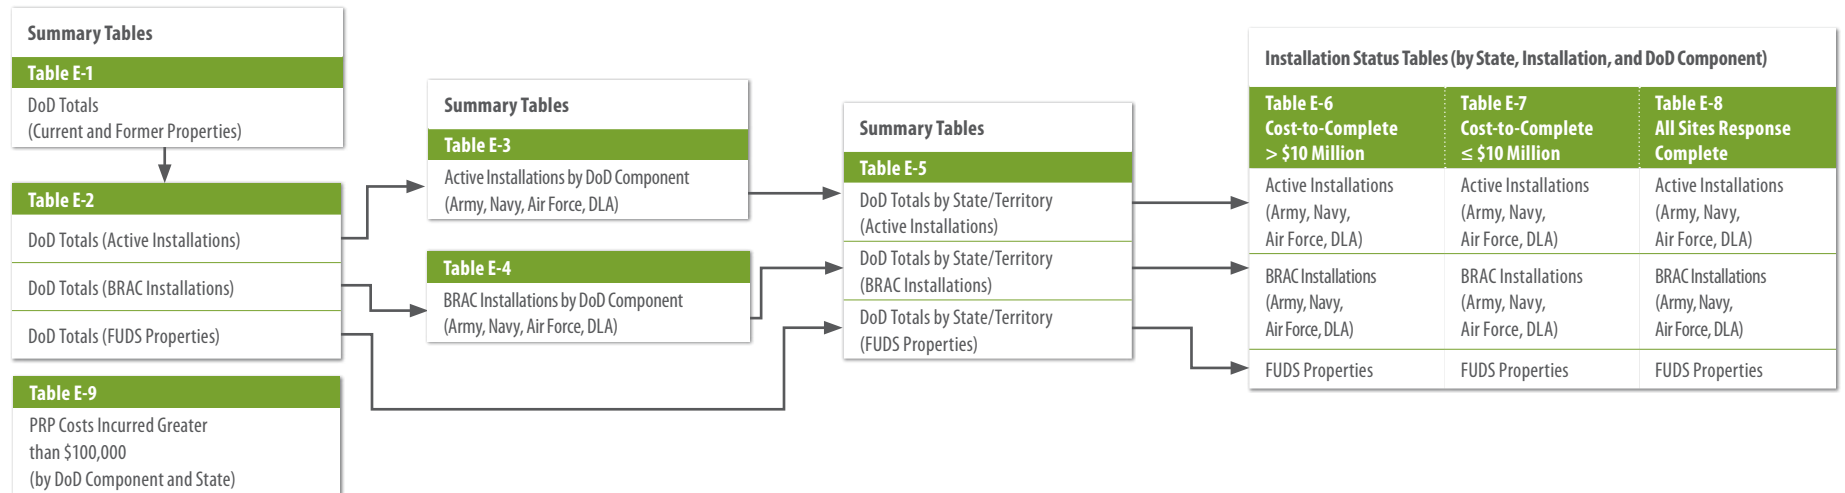 Summary Tables
Table E-1
DoD Totals
(Current and Former Properties)
Table E-2
DoD Totals (Active Installations)
DoD Totals (BRAC Installations)
DoD Totals (FUDS Properties)
Table E-9
PRP Costs Incurred Greater
than $100,000
(by DoD Component and State)
Summary Tables
Table E-3
Active Installations by DoD Component
(Army, Navy, Air Force, DLA)
Table E-4
BRAC Installations by DoD Component
(Army, Navy, Air Force, DLA)
Summary Tables
Table E-5
DoD Totals by State/Territory
(Active Installations)
DoD Totals by State/Territory
(BRAC Installations)
DoD Totals by State/Territory
(FUDS Properties)
Installation Status Tables (by State, Installation, and DoD Component)
Table E-6
Cost-to-Complete
> $10 Million
Table E-7
Cost-to-Complete
≤ $10 Million
Table E-8
All Sites Response
Complete
Active Installations
(Army, Navy,
Air Force, DLA)
Active Installations
(Army, Navy,
Air Force, DLA)
Active Installations
(Army, Navy,
Air Force, DLA)
BRAC Installations
(Army, Navy,
Air Force, DLA)
BRAC Installations
(Army, Navy,
Air Force, DLA)
BRAC Installations
(Army, Navy,
Air Force, DLA)
FUDS Properties
FUDS Properties
FUDS Properties